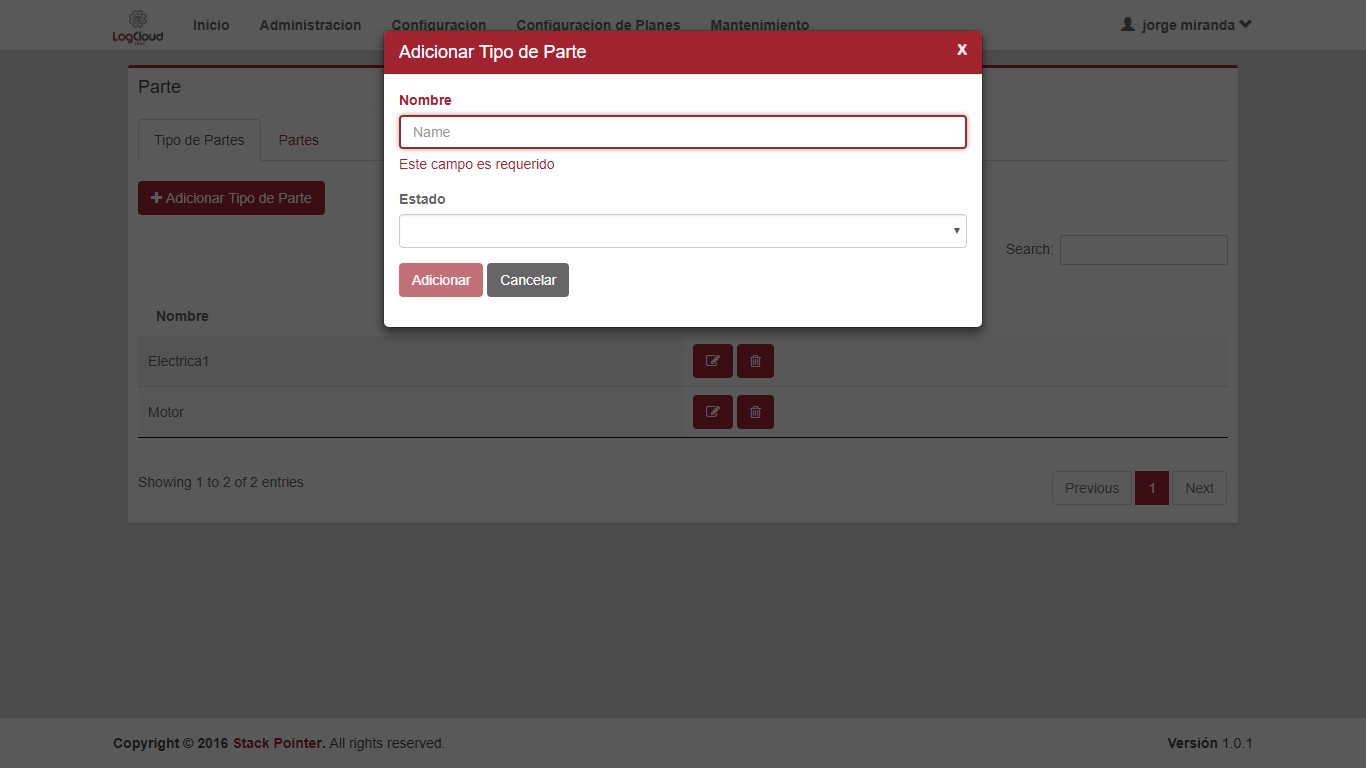 LogCloud
Inicio Administracion Configuracion Configuracion de Planes Mantenimiento jorge miranda
Adicionar Tipo de Parte x
Parte
Nombre
Name
Tipo de Partes Partes
Este campo es requerido
+ Adicionar Tipo de Parte
Estado
Search:
Adicionar Cancelar
Nombre
Electrica1
Motor
Showing 1 to 2 of 2 entries
Previous 1 Next
Copyright © 2016 Stack Pointer. All rights reserved. Versión 1.0.1